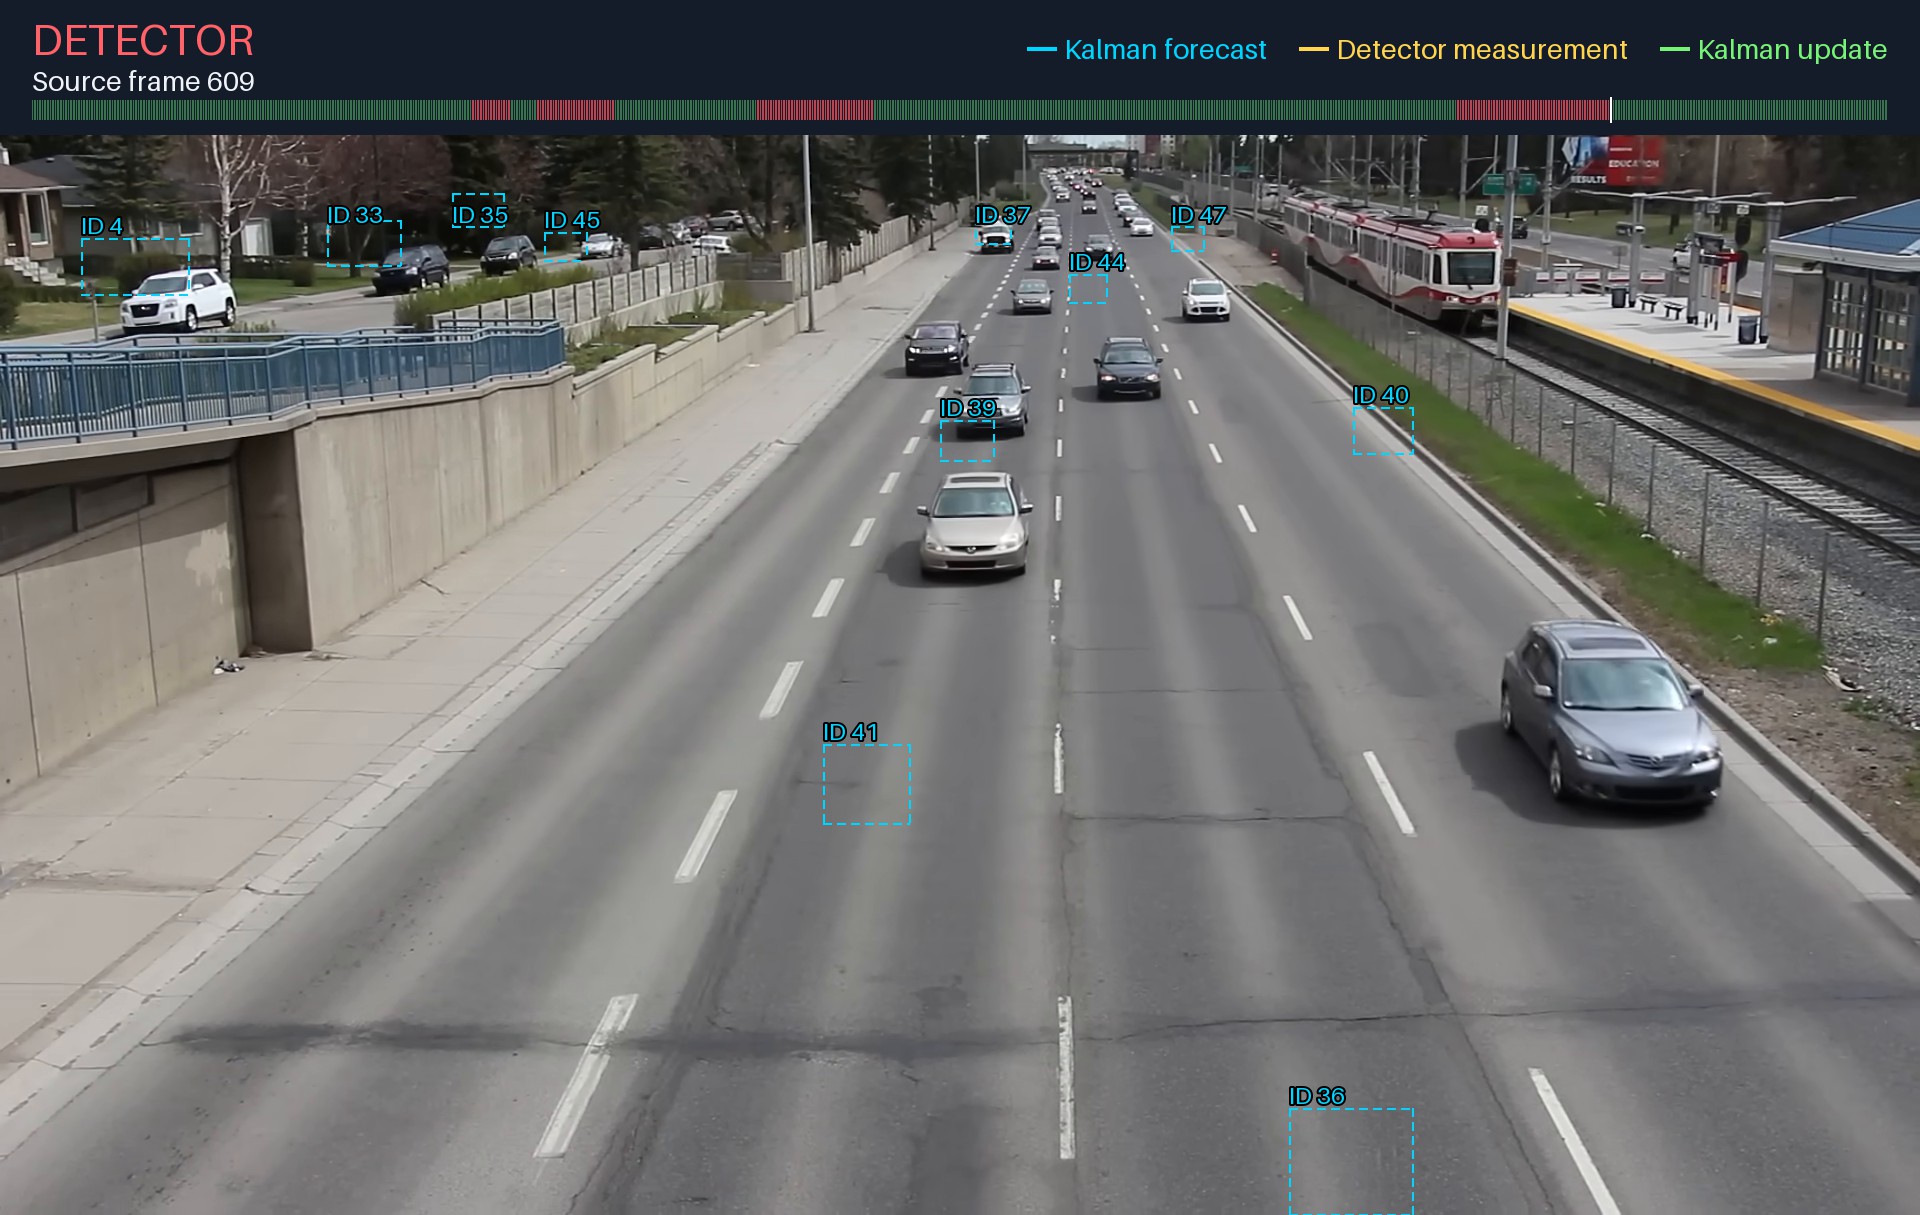 DETECTOR
Source frame 609
Kalman forecast
Detector measurement
Kalman update
EDUCATION
RESULTS
ID 4
ID 33
ID 35
ID 45
ID 37
ID 47
ID 44
ID 39
ID 40
ID 41
ID 36